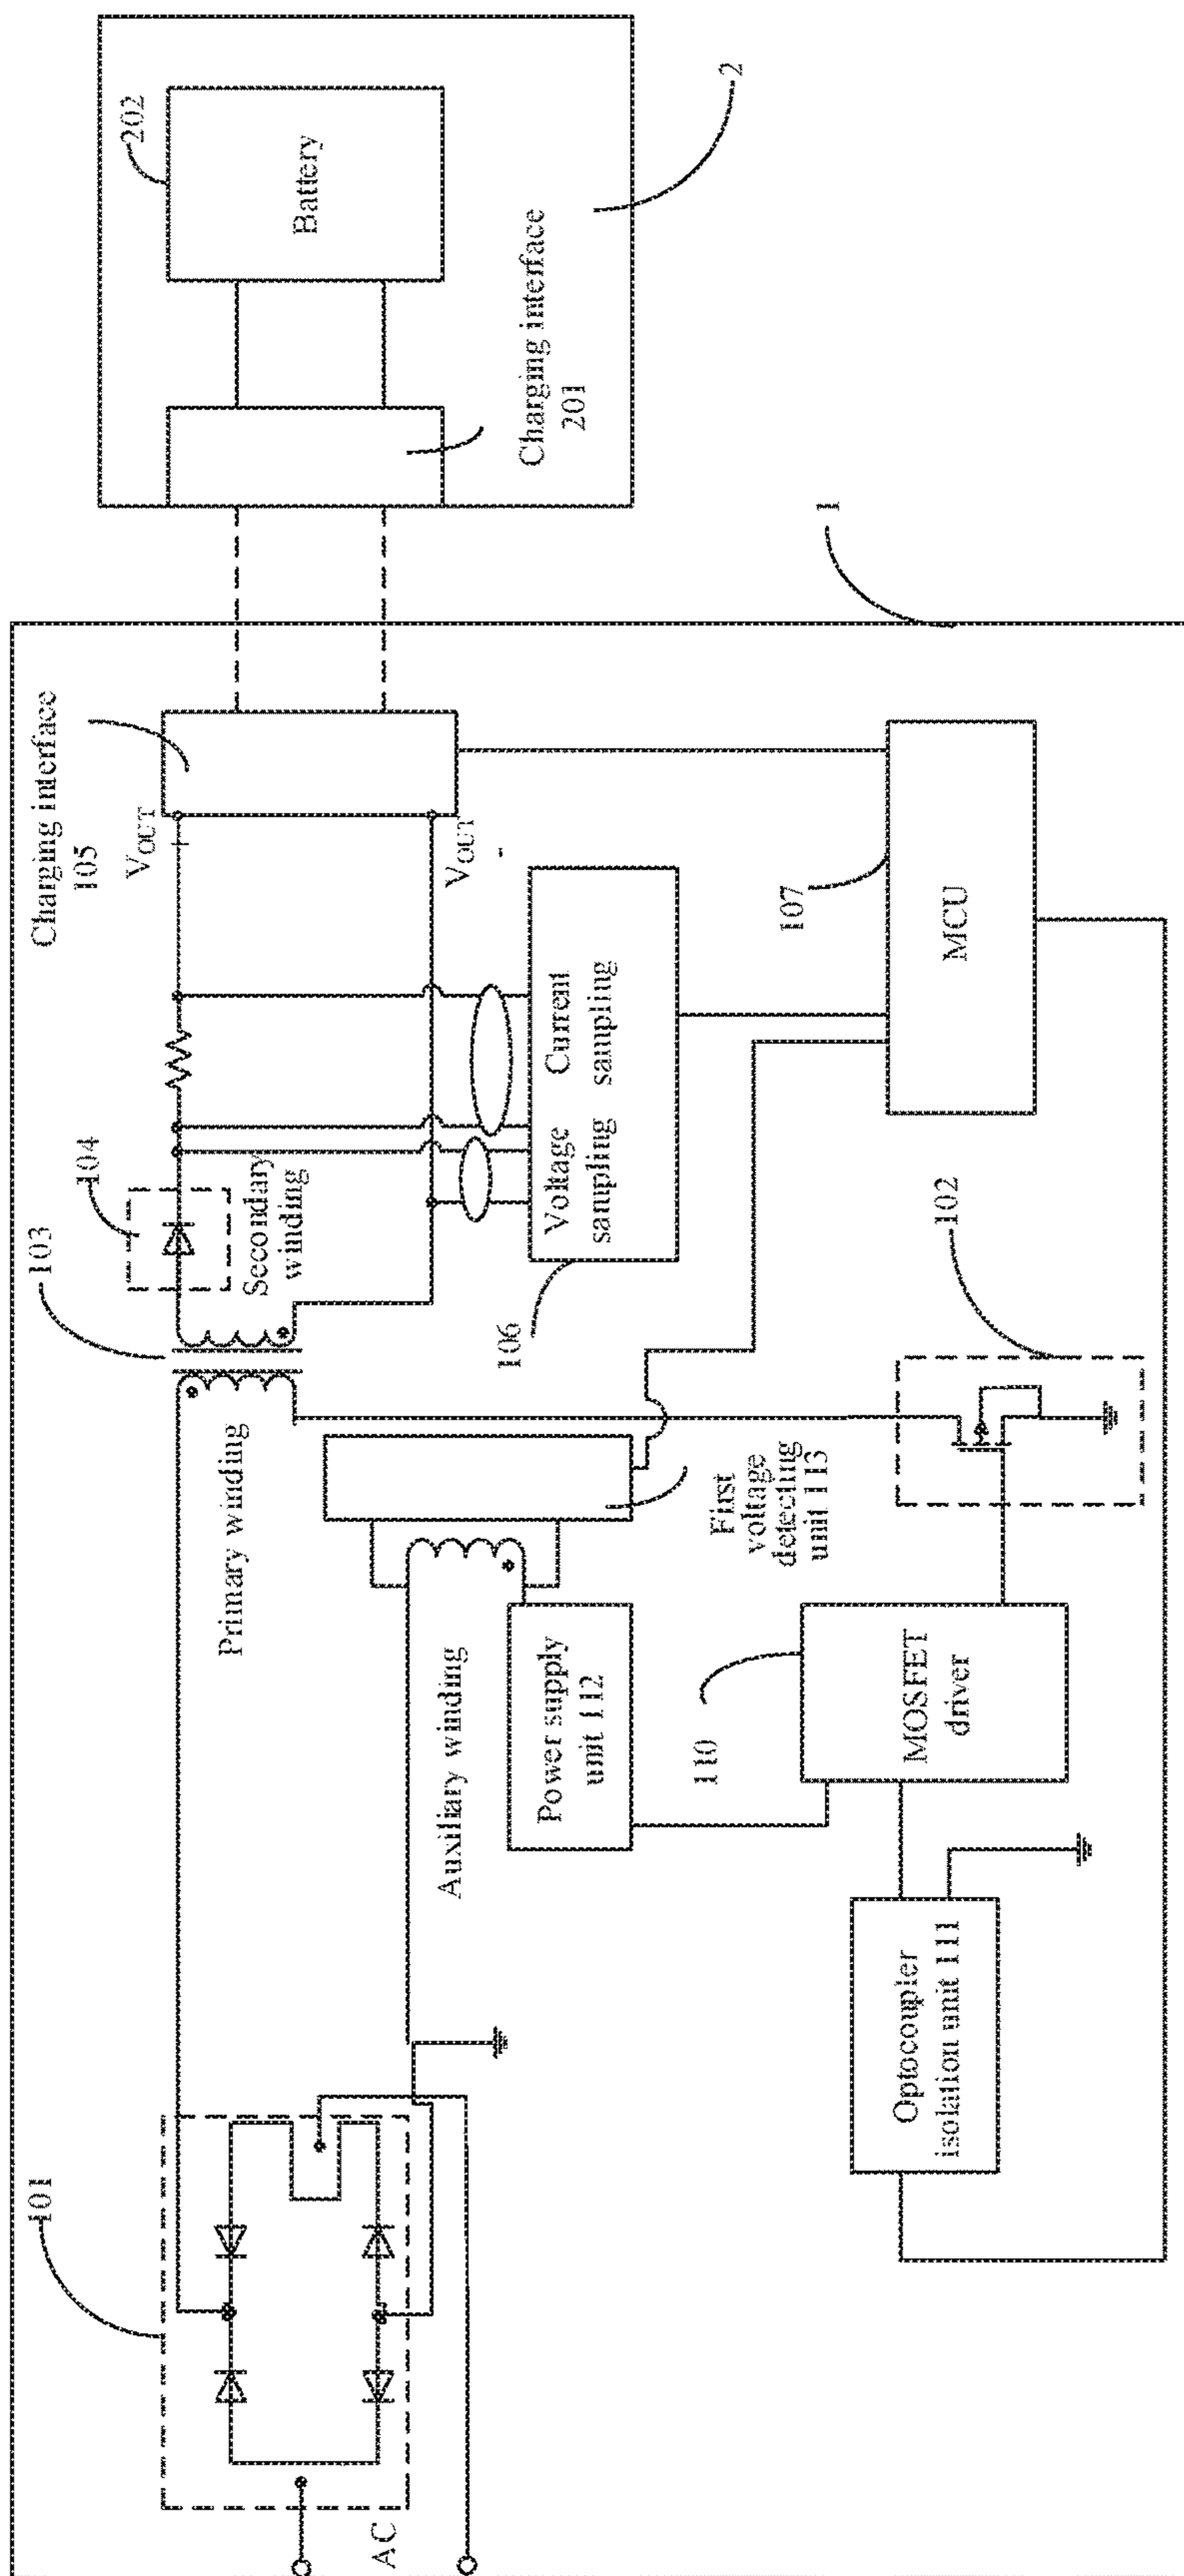 101
AC
103
104
Primary winding
Secondary
winding
Charging interface
105
VOUT
+
VOUT
-
Auxiliary winding
Power supply
unit 112
First
voltage
detecting
unit 113
106
Voltage
sampling
Current
sampling
107
MCU
102
110
MOSFET
driver
Optocoupler
isolation unit 111
1
202
Battery
Charging interface
201
2